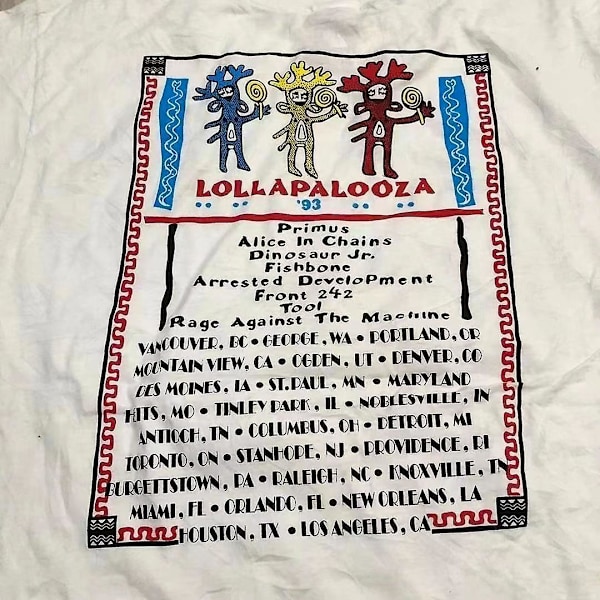 LOLLAPALOOZA
'93
Primus
Alice In Chains
Dinosaur Jr.
Fishbone
Arrested DeveloPment
Front 242
Tool
Rage Against The Machine
VANCOUVER, BC • GEORGE, WA • PORTLAND, OR
MOUNTAIN VIEW, CA • OGDEN, UT • DENVER, CO
DES MOINES, IA • ST.PAUL, MN • MARYLAND
HITS, MO • TINLEY PARK, IL • NOBLESVILLE, IN
ANTIOCH, TN • COLUMBUS, OH • DETROIT, MI
TORONTO, ON • STANHOPE, NJ • PROVIDENCE, RI
BURGETTSTOWN, PA • RALEIGH, NC • KNOXVILLE, TN
MIAMI, FL • ORLANDO, FL • NEW ORLEANS, LA
HOUSTON, TX • LOS ANGELES, CA